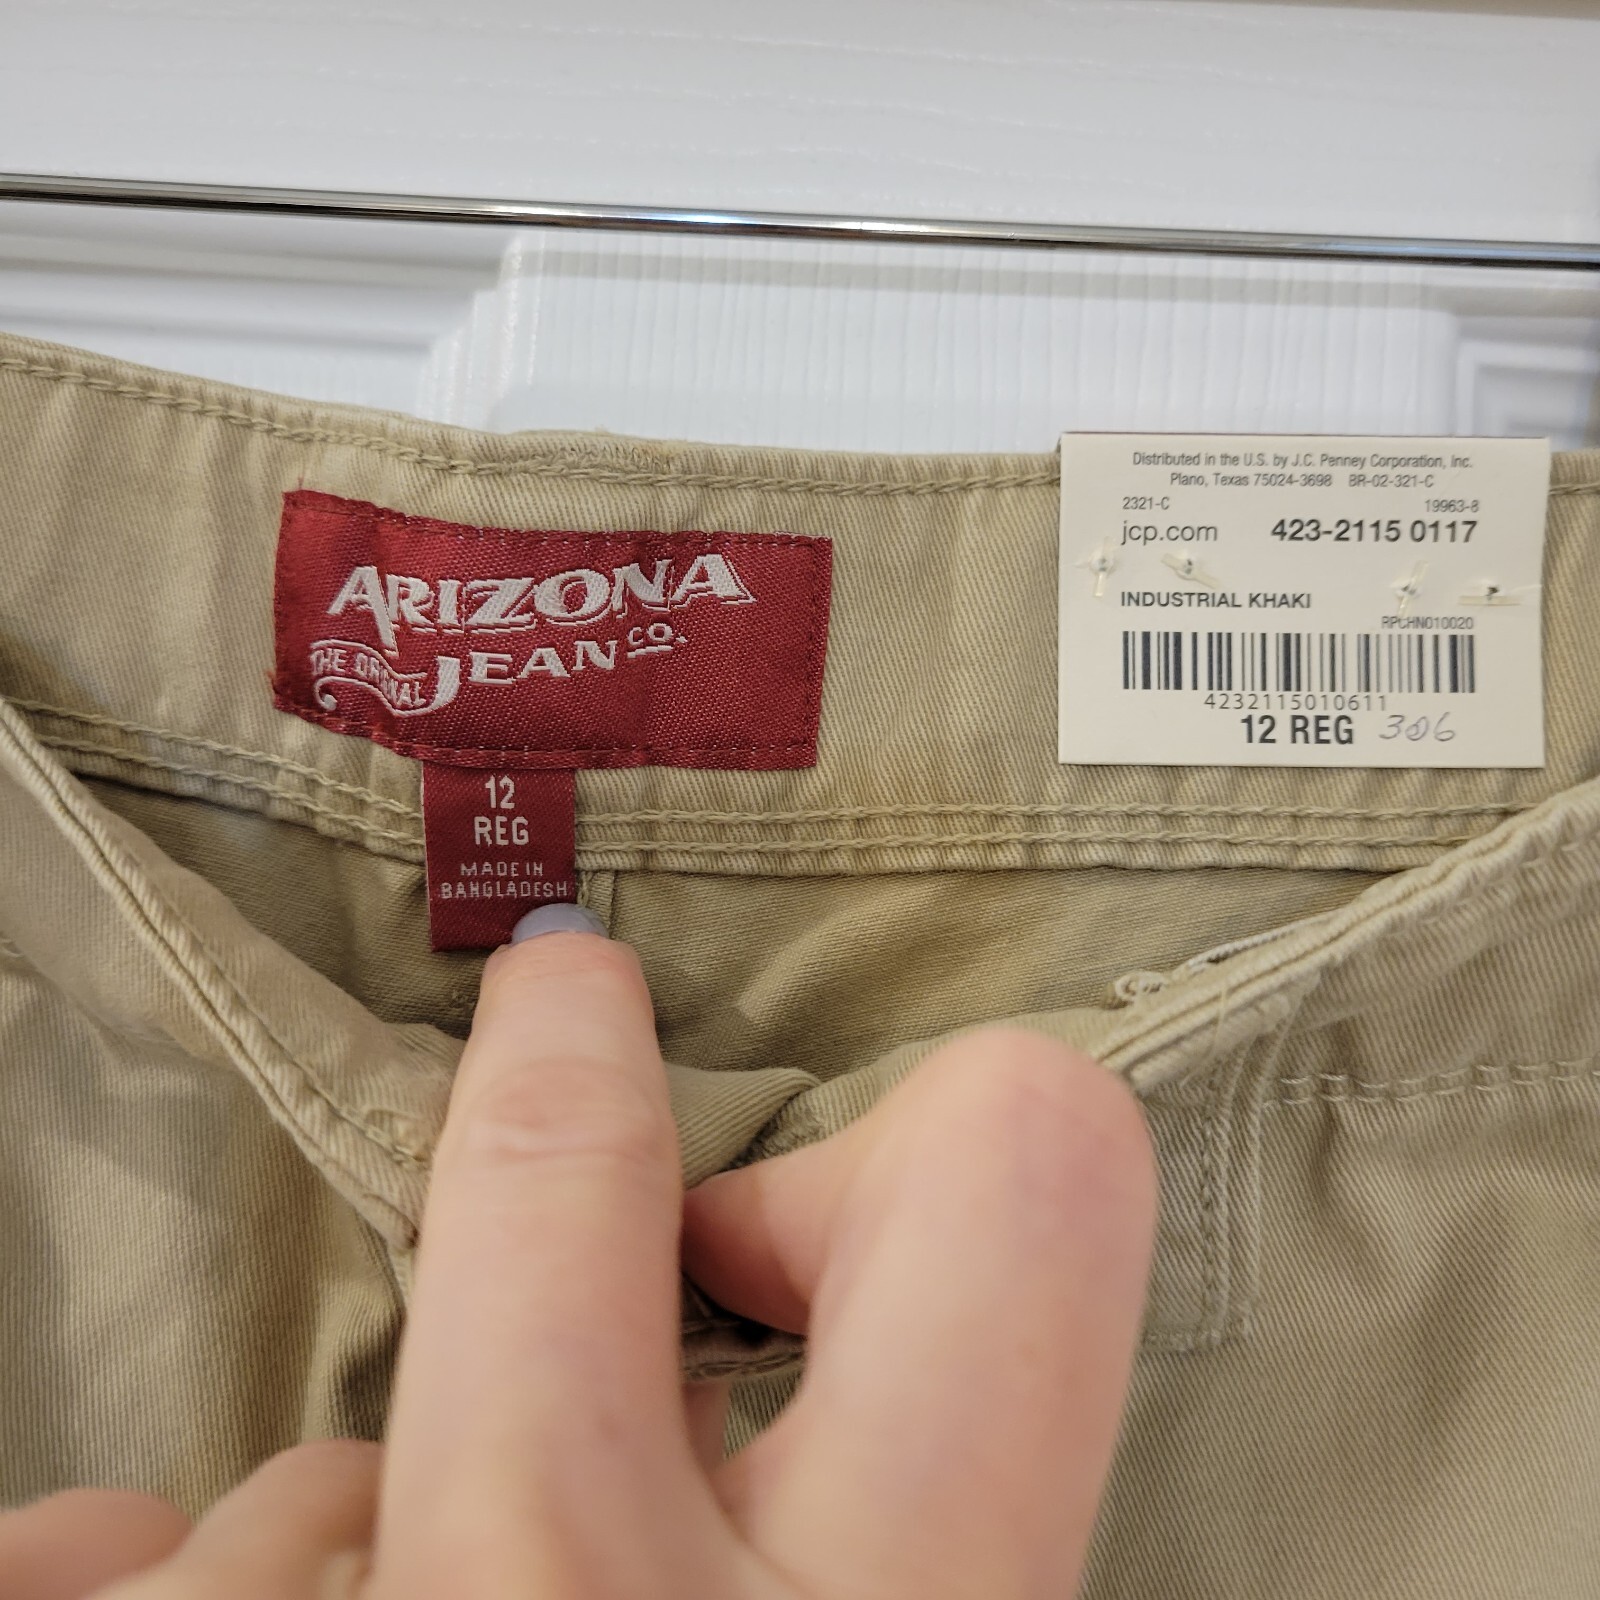 ARIZONA
THE ORIGINAL JEAN CO.
12
REG
MADE IN
BANGLADESH
Distributed in the U.S. by J.C. Penney Corporation, Inc.
Plano, Texas 75024-3698 BR-02-321-C
2321-C 19963-8
jcp.com 423-2115 0117
INDUSTRIAL KHAKI
RPCHN010020
4232115010611
12 REG 306